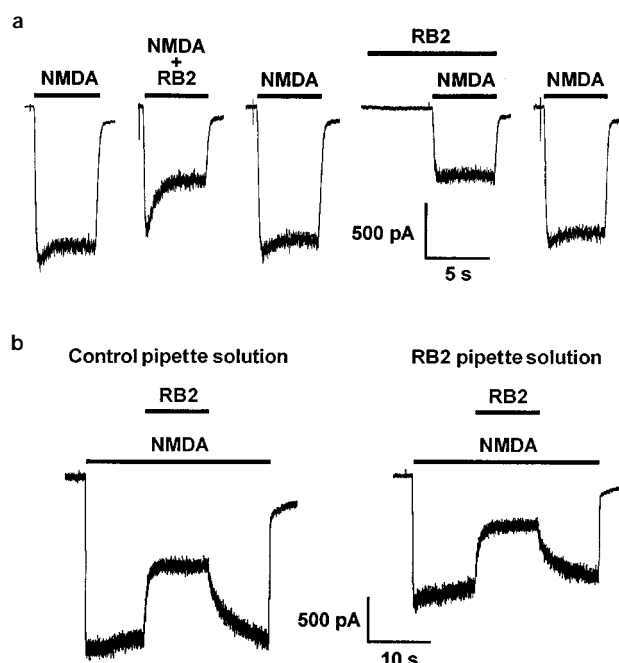 a
NMDA
NMDA
+
RB2
NMDA
RB2
NMDA
NMDA
500 pA
5 s
b
Control pipette solution
RB2 pipette solution
RB2
NMDA
RB2
NMDA
500 pA
10 s